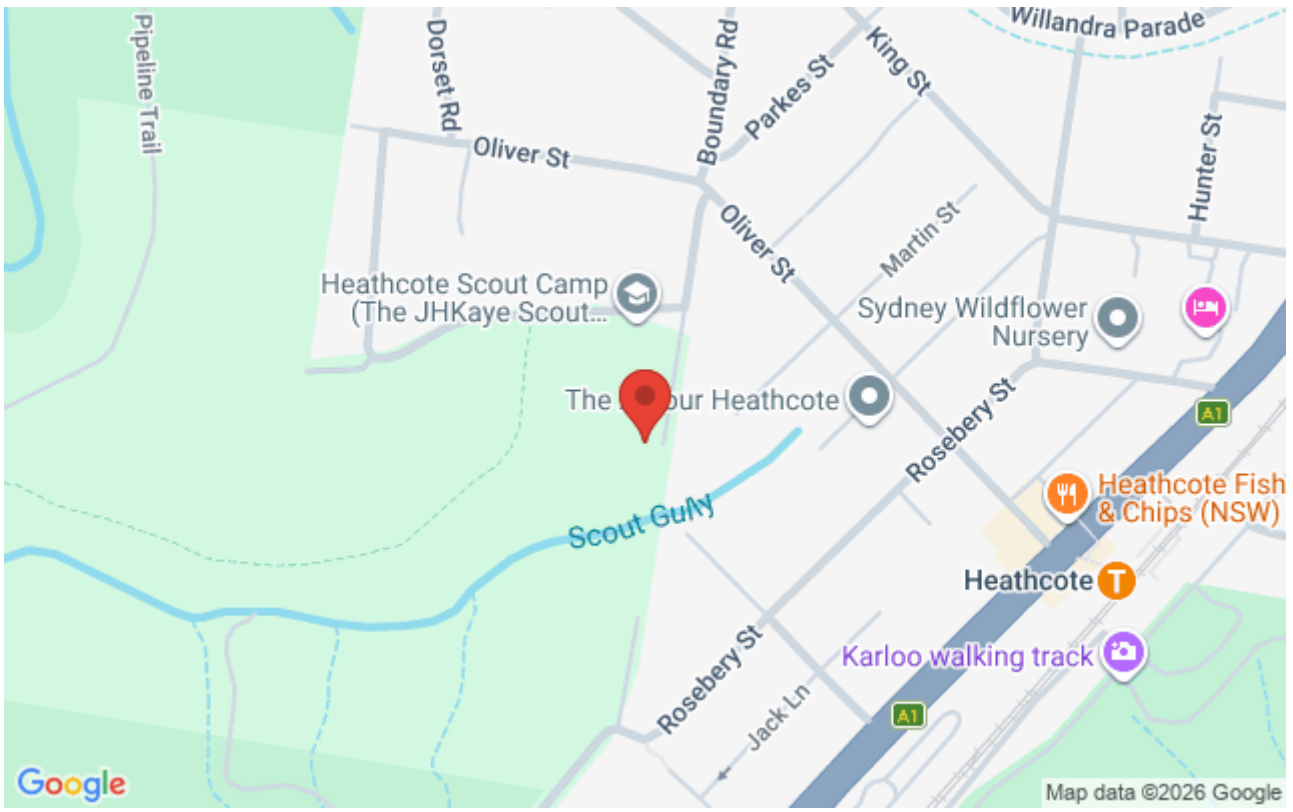 Willandra Parade
Pipeline Trail
Dorset Rd
Boundary Rd
King St
Parkes St
Hunter St
Oliver St
Martin St
Oliver St
Heathcote Scout Camp
(The JHKaye Scout...
Sydney Wildflower
Nursery
The
our Heathcote
Rosebery St
A1
Heathcote Fish
& Chips (NSW)
Scout Gully
Heathcote
T
Karloo walking track
Rosebery St
Jack Ln
A1
Google
Map data ©2026 Google